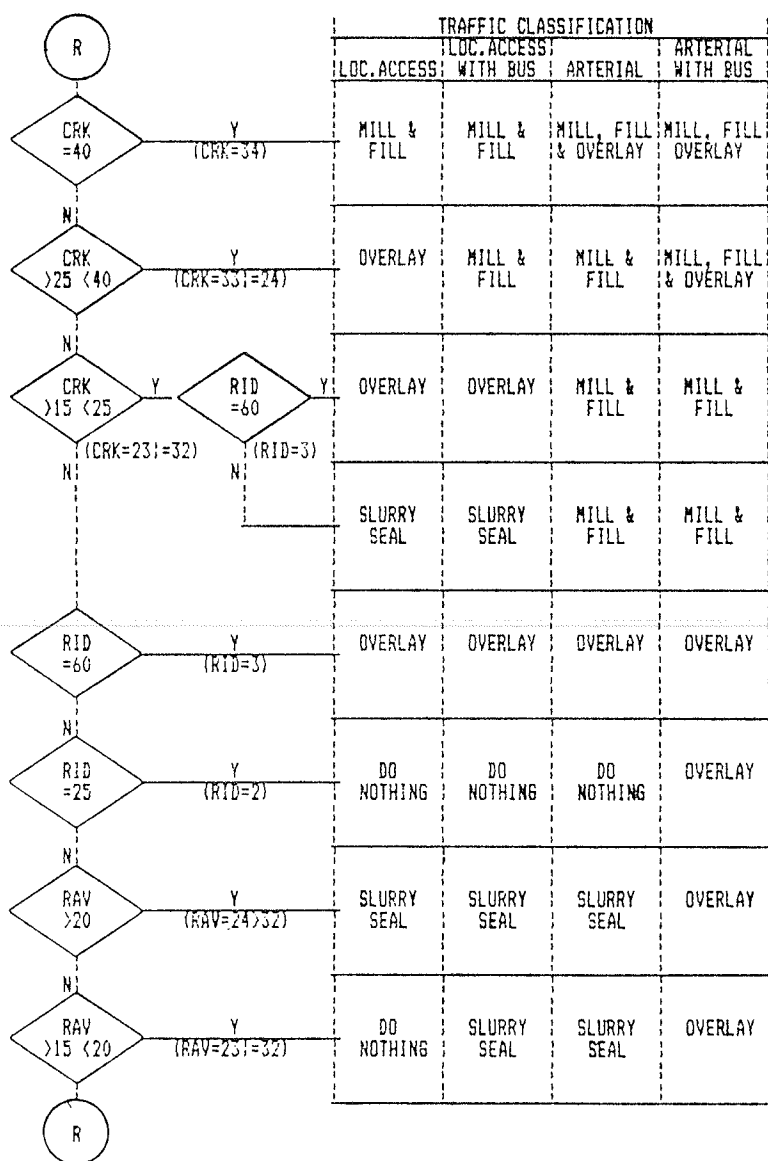 TRAFFIC CLASSIFICATION
R
LOC.ACCESS
LOC.ACCESS WITH BUS
ARTERIAL
ARTERIAL WITH BUS
CRK
=40
Y
(CRK=34)
N
MILL &
FILL
MILL &
FILL
MILL, FILL
& OVERLAY
MILL, FILL
OVERLAY
CRK
>25 <40
Y
(CRK=33|=24)
N
OVERLAY
MILL &
FILL
MILL &
FILL
MILL, FILL
& OVERLAY
CRK
>15 <25
Y
(CRK=23|=32)
N
RID
=60
Y
(RID=3)
N
OVERLAY
OVERLAY
MILL &
FILL
MILL &
FILL
SLURRY
SEAL
SLURRY
SEAL
MILL &
FILL
MILL &
FILL
RID
=60
Y
(RID=3)
N
OVERLAY
OVERLAY
OVERLAY
OVERLAY
RID
=25
Y
(RID=2)
N
DO
NOTHING
DO
NOTHING
DO
NOTHING
OVERLAY
RAV
>20
Y
(RAV=24>32)
N
SLURRY
SEAL
SLURRY
SEAL
SLURRY
SEAL
OVERLAY
RAV
>15 <20
Y
(RAV=23|=32)
DO
NOTHING
SLURRY
SEAL
SLURRY
SEAL
OVERLAY
R